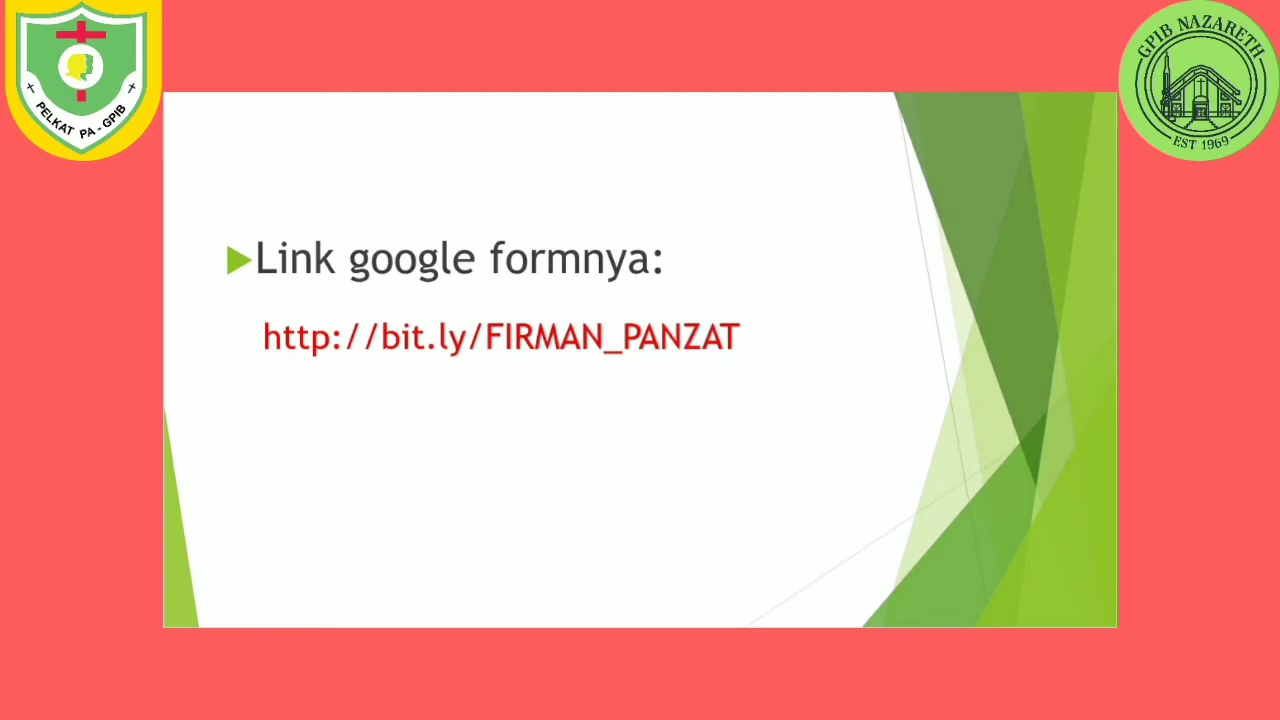 PELKAT PA - GPIB
GPIB NAZARETH
EST 1969
Link google formnya:
http://bit.ly/FIRMAN_PANZAT